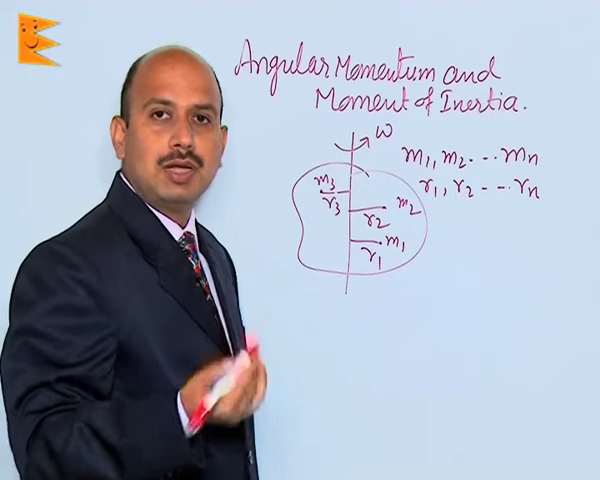 Angular Momentum and
Moment of Inertia.
ω
m1, m2 - - - mn
r1, r2 - - - rn
m3
r3
m2
r2
m1
r1